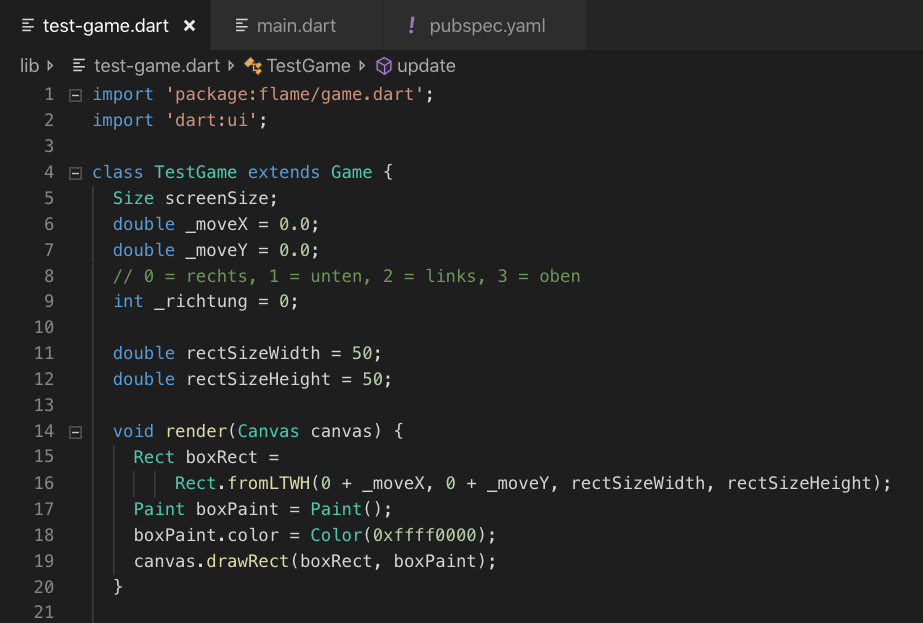 test-game.dart × main.dart ! pubspec.yaml
lib test-game.dart TestGame update
1 import 'package:flame/game.dart';
2 import 'dart:ui';
3
4 class TestGame extends Game {
5 Size screenSize;
6 double _moveX = 0.0;
7 double _moveY = 0.0;
8 // 0 = rechts, 1 = unten, 2 = links, 3 = oben
9 int _richtung = 0;
10
11 double rectSizeWidth = 50;
12 double rectSizeHeight = 50;
13
14 void render(Canvas canvas) {
15 Rect boxRect =
16 Rect.fromLTWH(0 + _moveX, 0 + _moveY, rectSizeWidth, rectSizeHeight);
17 Paint boxPaint = Paint();
18 boxPaint.color = Color(0xffff0000);
19 canvas.drawRect(boxRect, boxPaint);
20 }
21